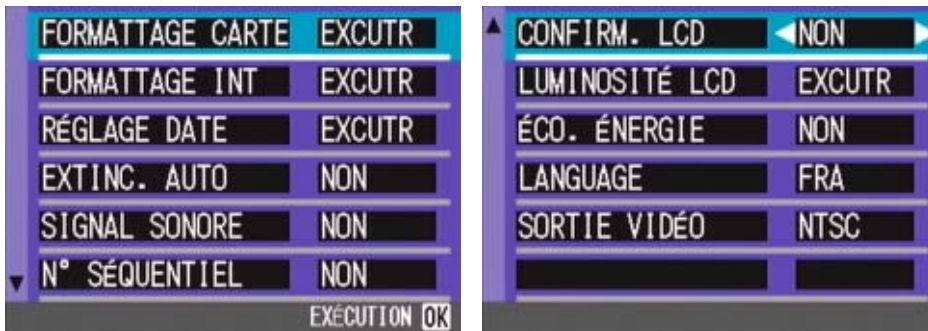 FORMATTAGE CARTE EXCUTR
FORMATTAGE INT EXCUTR
RÉGLAGE DATE EXCUTR
EXTINC. AUTO NON
SIGNAL SONORE NON
N° SÉQUENTIEL NON
EXÉCUTION OK
CONFIRM. LCD NON
LUMINOSITÉ LCD EXCUTR
ÉCO. ÉNERGIE NON
LANGUAGE FRA
SORTIE VIDÉO NTSC